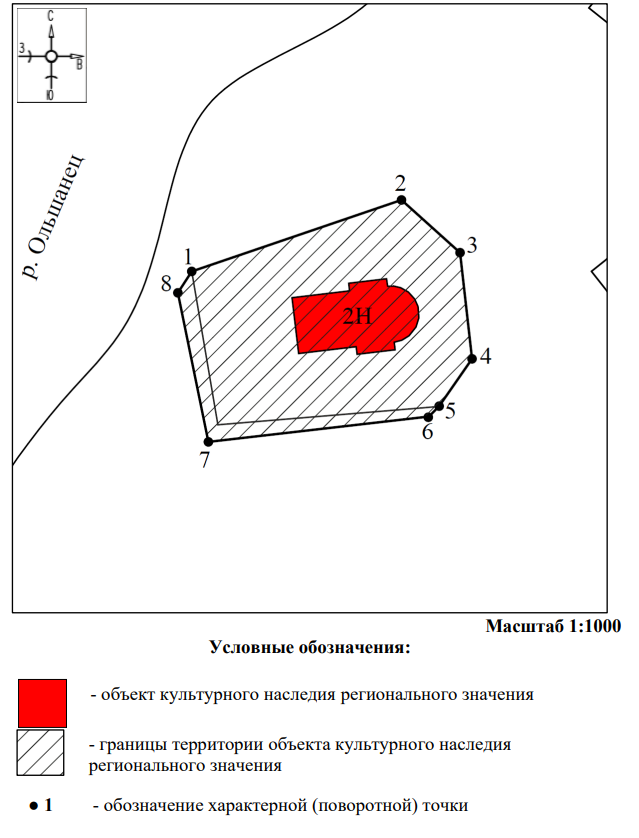 С
З
В
Ю
р. Ольшанец
2
3
1
8
2Н
4
5
6
7
Масштаб 1:1000
Условные обозначения:
- объект культурного наследия регионального значения
- границы территории объекта культурного наследия
регионального значения
● 1 - обозначение характерной (поворотной) точки